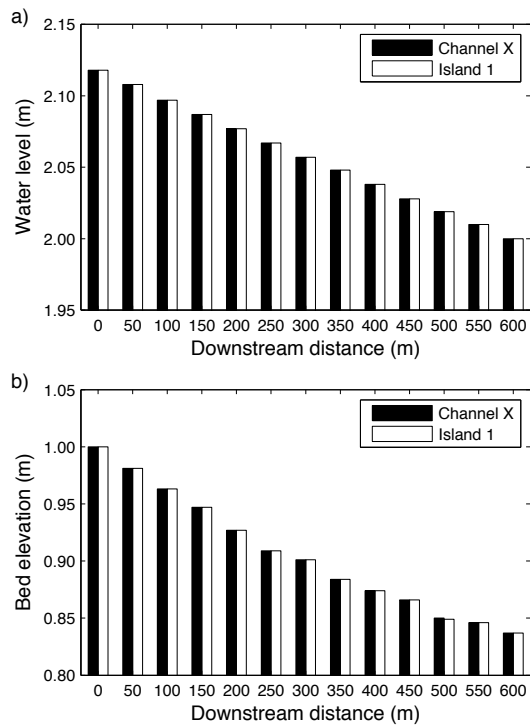 a)
2.15
Channel X
Island 1
2.10
2.05
2.00
1.95
Water level (m)
0 50 100 150 200 250 300 350 400 450 500 550 600
Downstream distance (m)
b)
1.05
Channel X
Island 1
1.00
0.95
0.90
0.85
0.80
Bed elevation (m)
0 50 100 150 200 250 300 350 400 450 500 550 600
Downstream distance (m)